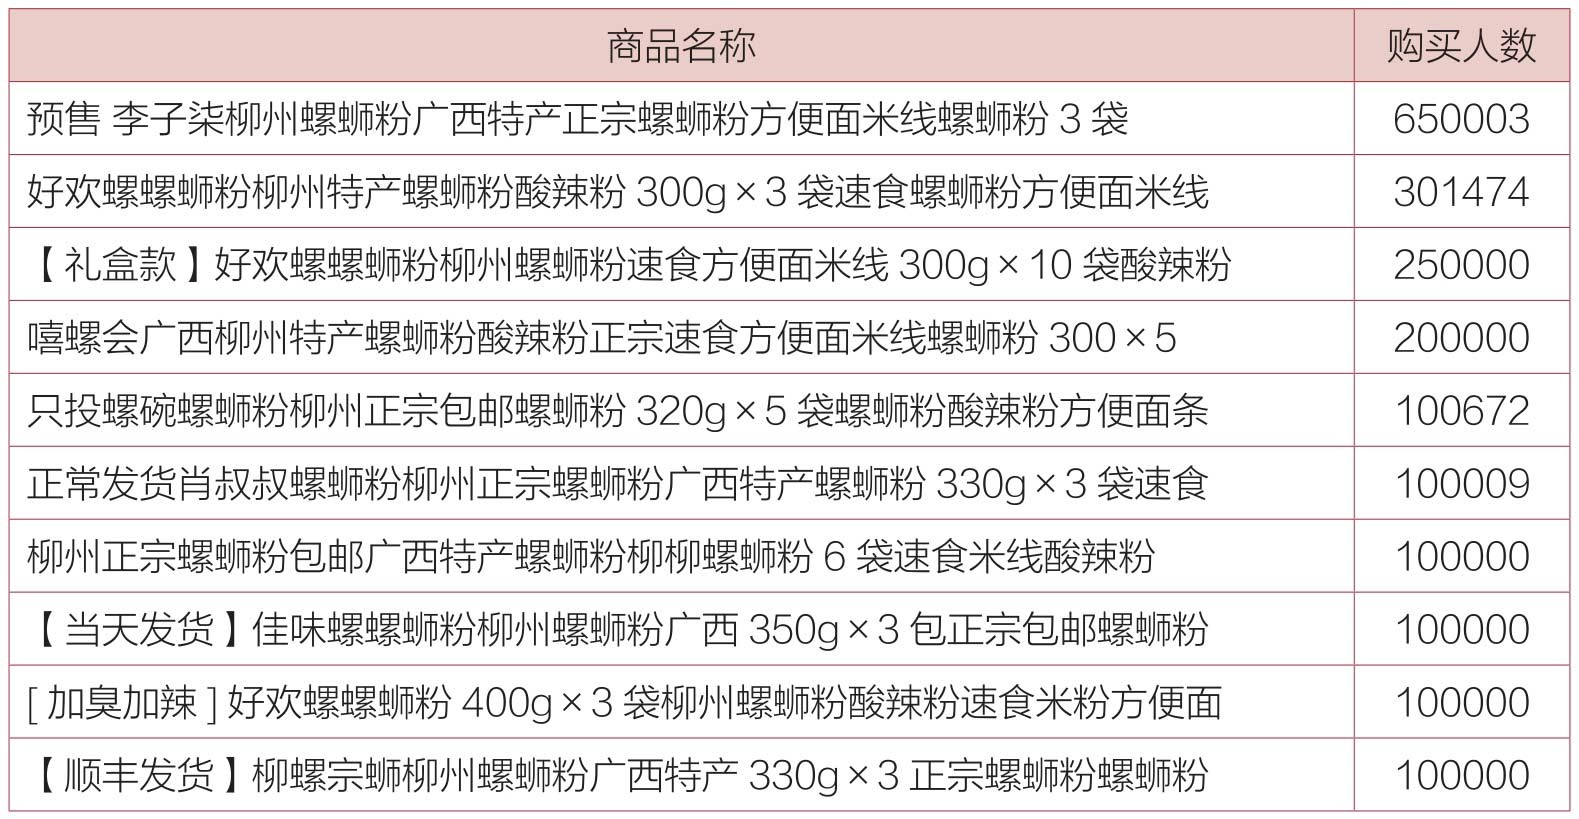 商品名称 购买人数
预售 李子柒柳州螺蛳粉广西特产正宗螺蛳粉方便面米线螺蛳粉 3 袋 650003
好欢螺螺蛳粉柳州特产螺蛳粉酸辣粉 300g×3 袋速食螺蛳粉方便面米线 301474
【 礼盒款 】好欢螺螺蛳粉柳州螺蛳粉速食方便面米线 300g×10 袋酸辣粉 250000
嘻螺会广西柳州特产螺蛳粉酸辣粉正宗速食方便面米线螺蛳粉 300×5 200000
只投螺碗螺蛳粉柳州正宗包邮螺蛳粉 320g×5 袋螺蛳粉酸辣粉方便面条 100672
正常发货肖叔叔螺蛳粉柳州正宗螺蛳粉广西特产螺蛳粉 330g×3 袋速食 100009
柳州正宗螺蛳粉包邮广西特产螺蛳粉柳柳螺蛳粉 6 袋速食米线酸辣粉 100000
【 当天发货 】佳味螺螺蛳粉柳州螺蛳粉广西 350g×3 包正宗包邮螺蛳粉 100000
[ 加臭加辣 ] 好欢螺螺蛳粉 400g×3 袋柳州螺蛳粉酸辣粉速食米粉方便面 100000
【 顺丰发货 】柳螺宗蛳柳州螺蛳粉广西特产 330g×3 正宗螺蛳粉螺蛳粉 100000